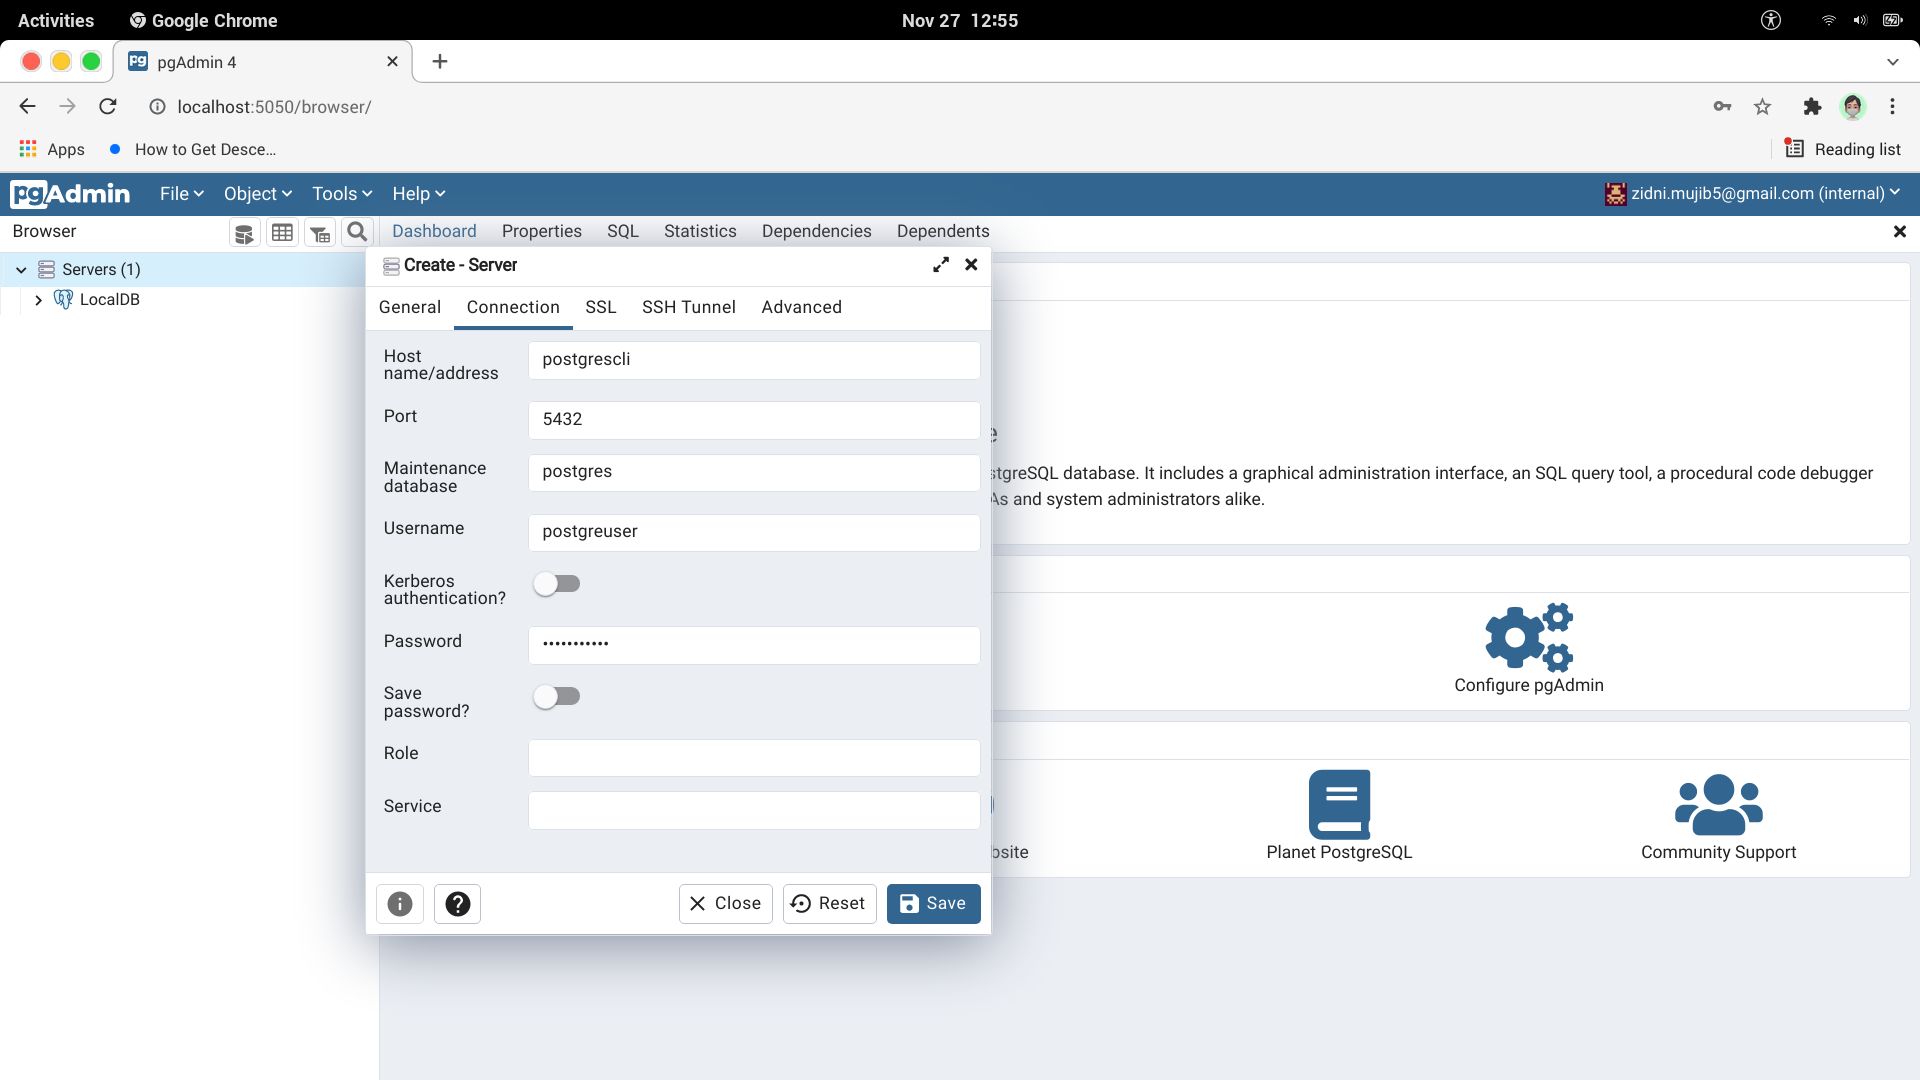 Activities Google Chrome Nov 27 12:55
pgAdmin 4
localhost:5050/browser/
Apps How to Get Desce... Reading list
pgAdmin File Object Tools Help zidni.mujib5@gmail.com (internal)
Browser Dashboard Properties SQL Statistics Dependencies Dependents
Servers (1)
LocalDB
Create - Server
General Connection SSL SSH Tunnel Advanced
Host name/address postgrescli
Port 5432
Maintenance database postgres
Username postgreuser
Kerberos authentication?
Password •••••••••••
Save password?
Role
Service
Close Reset Save
e
stgreSQL database. It includes a graphical administration interface, an SQL query tool, a procedural code debugger
As and system administrators alike.
Configure pgAdmin
bsite Planet PostgreSQL Community Support